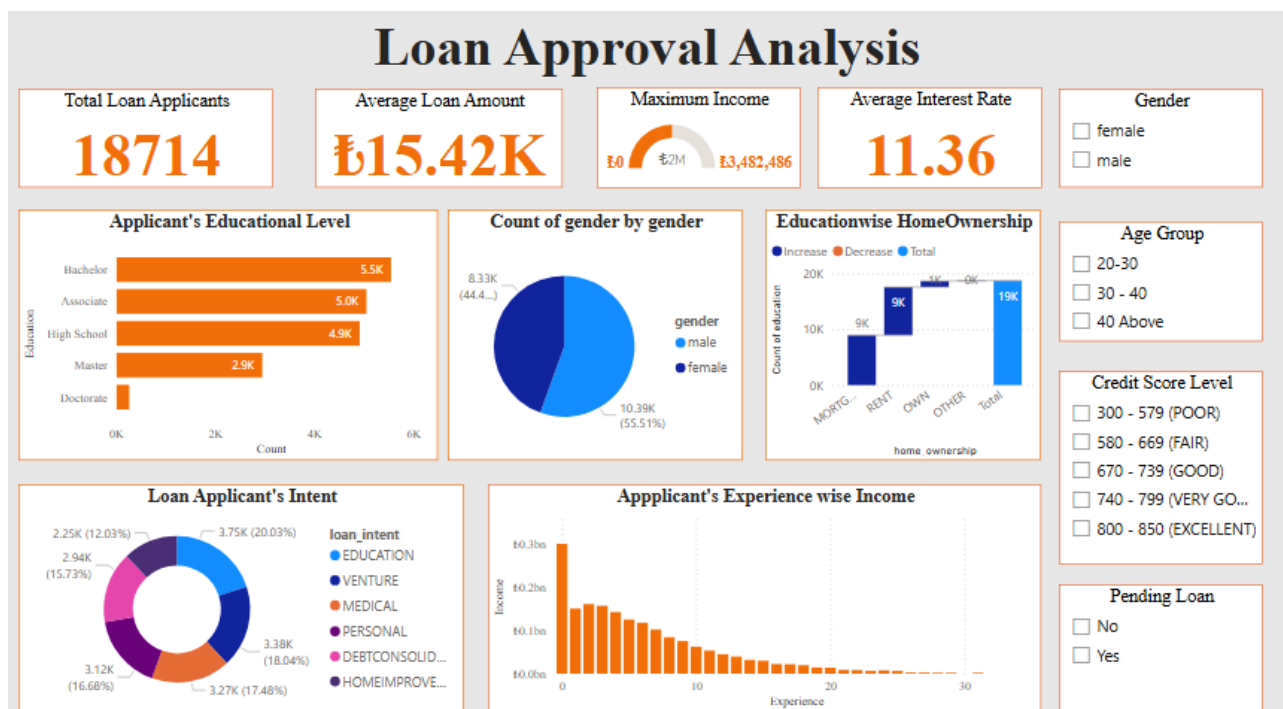 Loan Approval Analysis
Total Loan Applicants
18714
Average Loan Amount
₺15.42K
Maximum Income
₺0
₺2M
₺3,482,486
Average Interest Rate
11.36
Gender
female
male
Applicant's Educational Level
Education
Bachelor
5.5K
Associate
5.0K
High School
4.9K
Master
2.9K
Doctorate
0K
2K
4K
6K
Count
Count of gender by gender
8.33K
(44.4...)
10.39K
(55.51%)
gender
male
female
Educationwise HomeOwnership
Increase
Decrease
Total
Count of education
20K
10K
0K
9K
9K
1K
0K
19K
MORTG...
RENT
OWN
OTHER
Total
home_ownership
Age Group
20-30
30 - 40
40 Above
Credit Score Level
300 - 579 (POOR)
580 - 669 (FAIR)
670 - 739 (GOOD)
740 - 799 (VERY GO...
800 - 850 (EXCELLENT)
Loan Applicant's Intent
2.25K (12.03%)
3.75K (20.03%)
2.94K
(15.73%)
3.38K
(18.04%)
3.12K
(16.68%)
3.27K (17.48%)
loan_intent
EDUCATION
VENTURE
MEDICAL
PERSONAL
DEBTCONSOLID...
HOMEIMPROVE...
Appplicant's Experience wise Income
Income
₺0.3bn
₺0.2bn
₺0.1bn
₺0.0bn
0
10
20
30
Experience
Pending Loan
No
Yes